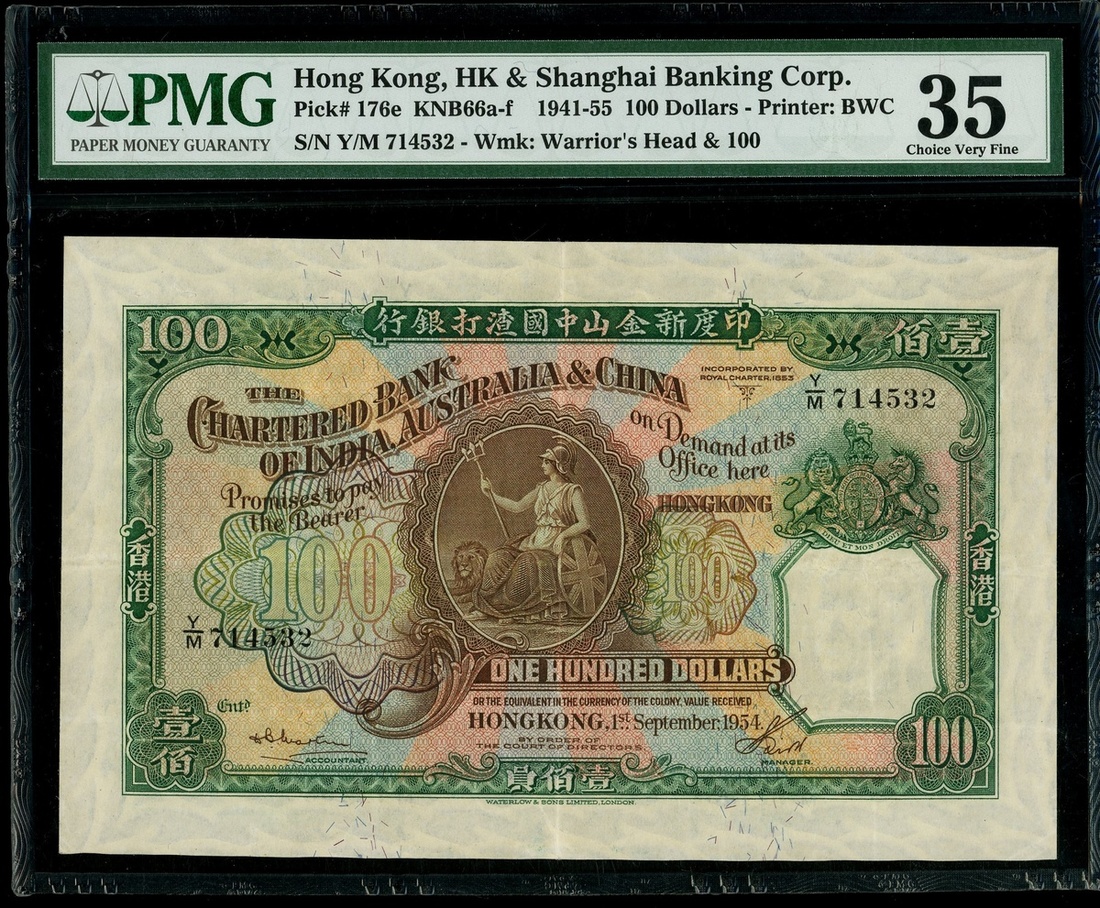 PMG
PAPER MONEY GUARANTY
Hong Kong, HK & Shanghai Banking Corp.
Pick# 176e KNB66a-f 1941-55 100 Dollars - Printer: BWC
S/N Y/M 714532 - Wmk: Warrior's Head & 100
35
Choice Very Fine
100
行銀打渣國中山金新度印
佰壹
THE
CHARTERED BANK
OF INDIA, AUSTRALIA & CHINA
INCORPORATED BY
ROYAL CHARTER, 1853
Y/M 714532
Promises to pay
the Bearer
on Demand at its
Office here
HONGKONG
DIEU ET MON DROIT
100
100
香港
香港
Y/M 714532
ONE HUNDRED DOLLARS
OR THE EQUIVALENT IN THE CURRENCY OF THE COLONY, VALUE RECEIVED
HONGKONG, 1st September, 1954.
BY ORDER OF
THE COURT OF DIRECTORS
Entd
ACCOUNTANT.
MANAGER.
壹佰
員佰壹
100
WATERLOW & SONS LIMITED, LONDON.